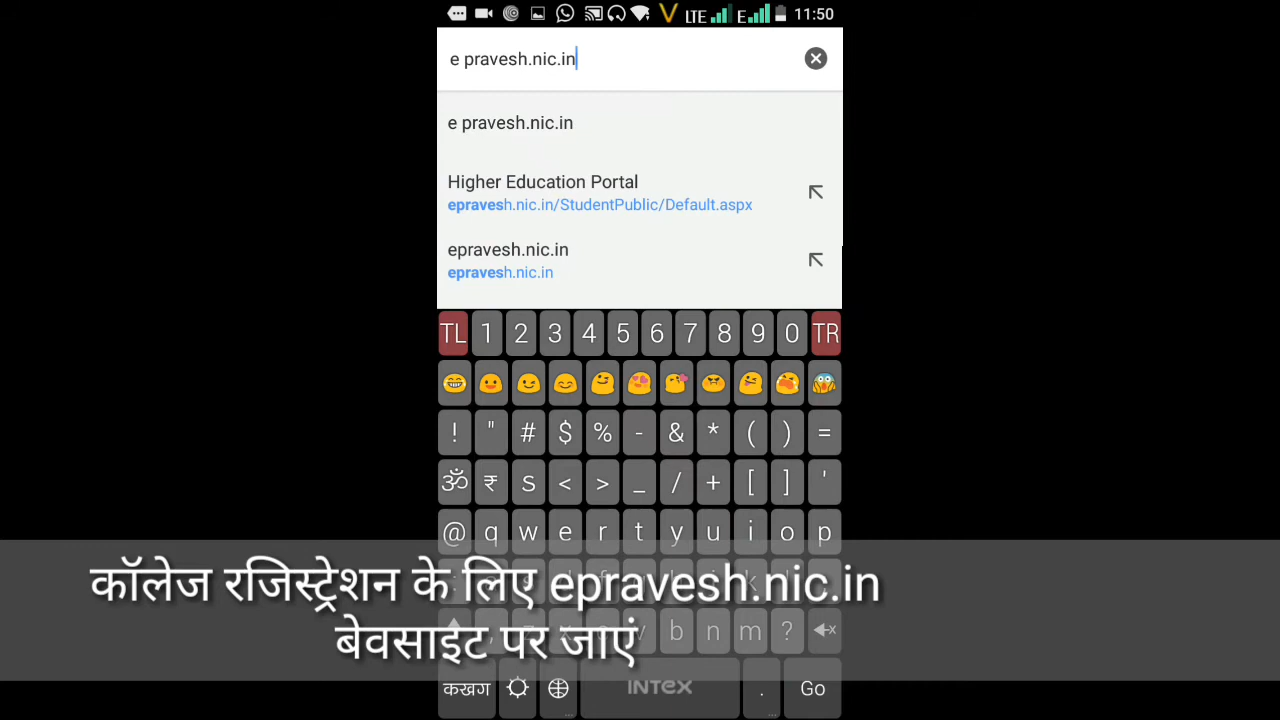 LTE E 11:50
e pravesh.nic.in
e pravesh.nic.in
Higher Education Portal
epravesh.nic.in/StudentPublic/Default.aspx
epravesh.nic.in
epravesh.nic.in
TL 1 2 3 4 5 6 7 8 9 0 TR
! " # $ % - & * ( ) =
ॐ ₹ S < > _ / + [ ] '
@ q w e r t y u i o p
कॉलेज रजिस्ट्रेशन के लिए epravesh.nic.in
b n m ?
बेवसाइट पर जाएं
कखग INTEX . Go